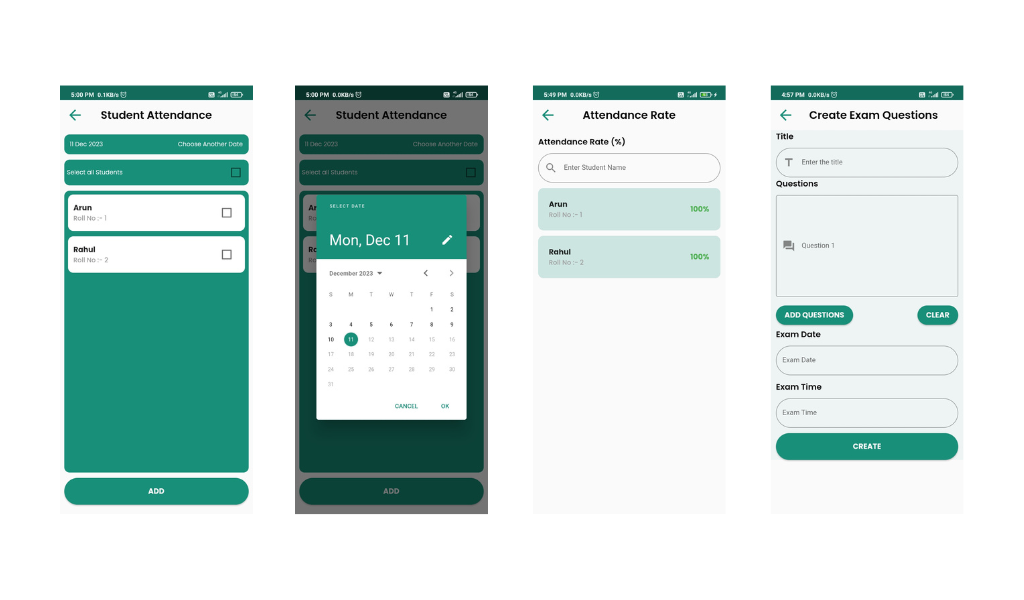 5:00 PM 0.1KB/s
Student Attendance
11 Dec 2023 Choose Another Date
Select all Students
Arun
Roll No :- 1
Rahul
Roll No :- 2
ADD
5:00 PM 0.0KB/s
Student Attendance
11 Dec 2023 Choose Another Date
Select all Students
SELECT DATE
Mon, Dec 11
December 2023
S M T W T F S
1 2
3 4 5 6 7 8 9
10 11 12 13 14 15 16
17 18 19 20 21 22 23
24 25 26 27 28 29 30
31
CANCEL OK
ADD
5:49 PM 0.0KB/s
Attendance Rate
Attendance Rate (%)
Enter Student Name
Arun
Roll No :- 1
100%
Rahul
Roll No :- 2
100%
4:57 PM 0.0KB/s
Create Exam Questions
Title
Enter the title
Questions
Question 1
ADD QUESTIONS CLEAR
Exam Date
Exam Date
Exam Time
Exam Time
CREATE